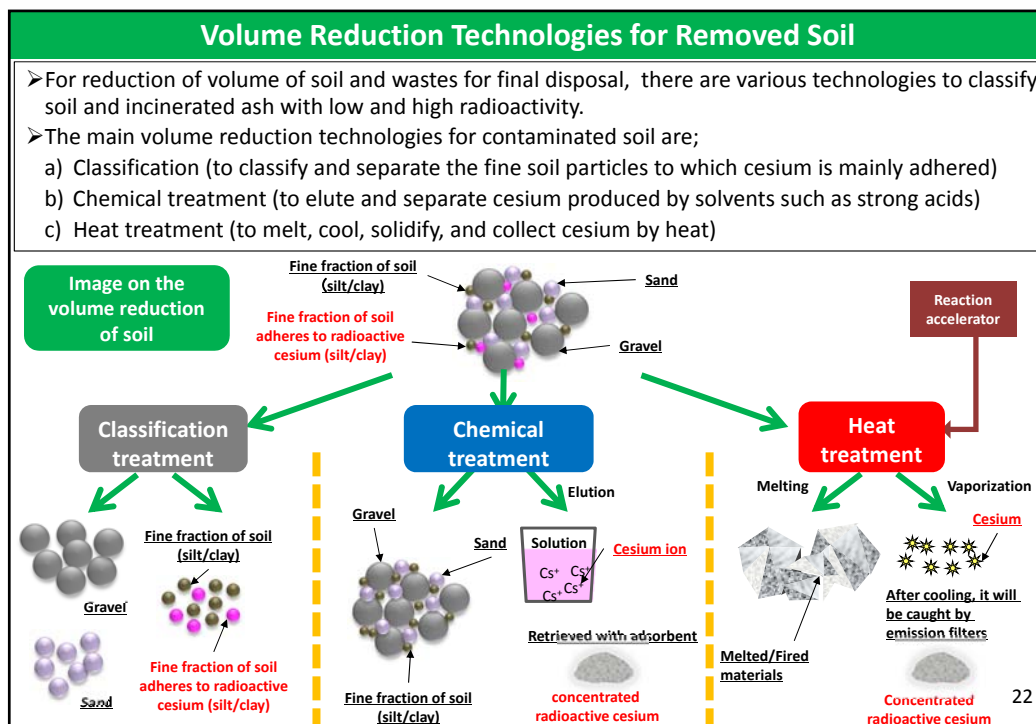 Volume Reduction Technologies for Removed Soil
➢For reduction of volume of soil and wastes for final disposal, there are various technologies to classify
soil and incinerated ash with low and high radioactivity.
➢The main volume reduction technologies for contaminated soil are;
a) Classification (to classify and separate the fine soil particles to which cesium is mainly adhered)
b) Chemical treatment (to elute and separate cesium produced by solvents such as strong acids)
c) Heat treatment (to melt, cool, solidify, and collect cesium by heat)
Image on the
volume reduction
of soil
Fine fraction of soil
(silt/clay)
Fine fraction of soil
adheres to radioactive
cesium (silt/clay)
Sand
Gravel
Reaction
accelerator
Classification
treatment
Chemical
treatment
Heat
treatment
Gravel
Sand
Fine fraction of soil
(silt/clay)
Fine fraction of soil
adheres to radioactive
cesium (silt/clay)
Elution
Gravel
Sand
Fine fraction of soil
(silt/clay)
Solution
Cs⁺ Cs⁺
Cs⁺ Cs⁺
Cesium ion
Retrieved with adsorbent
concentrated
radioactive cesium
Melting
Vaporization
Melted/Fired
materials
Cesium
After cooling, it will
be caught by
emission filters
Concentrated
radioactive cesium
22